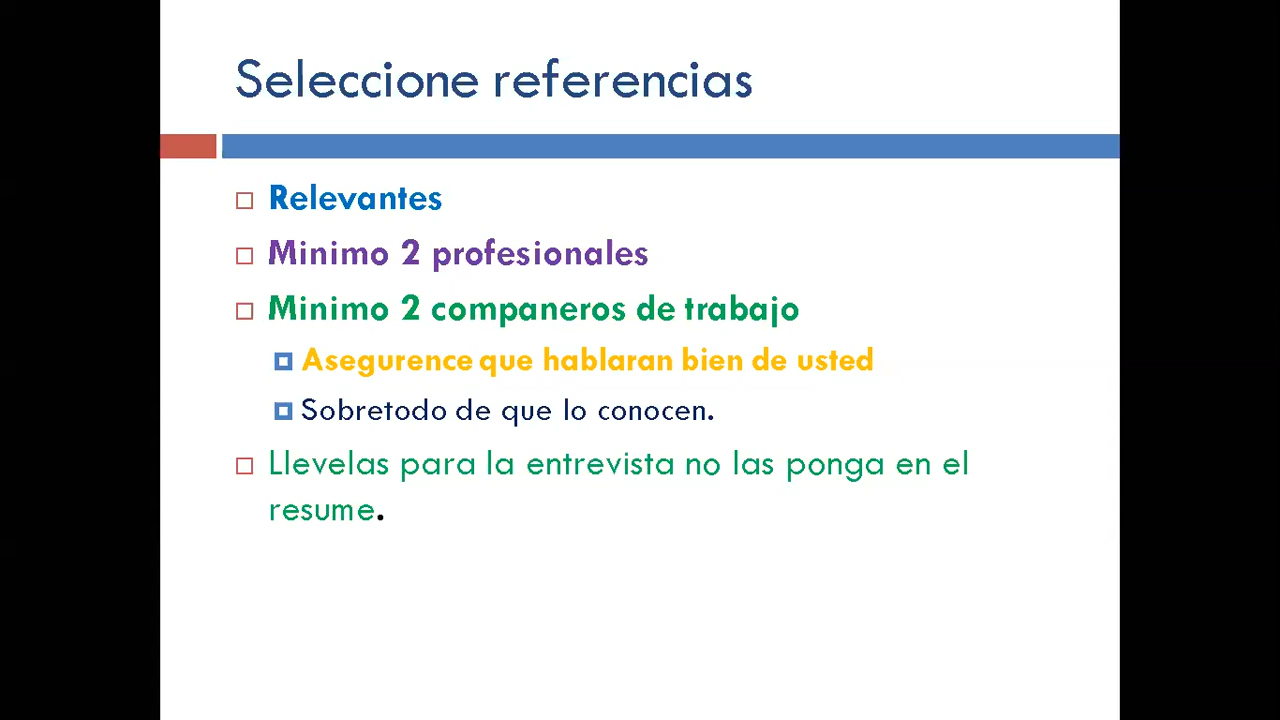 Seleccione referencias
Relevantes
Minimo 2 profesionales
Minimo 2 companeros de trabajo
Asegurence que hablaran bien de usted
Sobretodo de que lo conocen.
Llevelas para la entrevista no las ponga en el
resume.